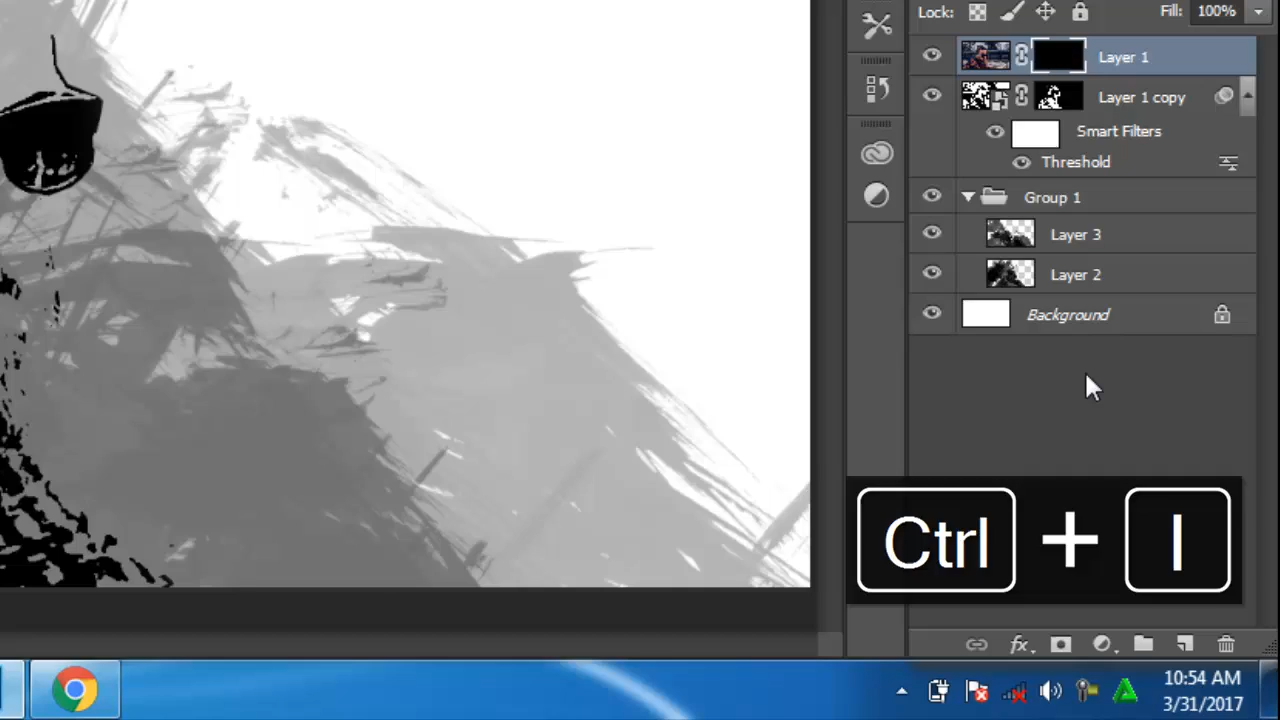 Lock:
Fill: 100%
Layer 1
Layer 1 copy
Smart Filters
Threshold
Group 1
Layer 3
Layer 2
Background
Ctrl + I
fx
10:54 AM
3/31/2017